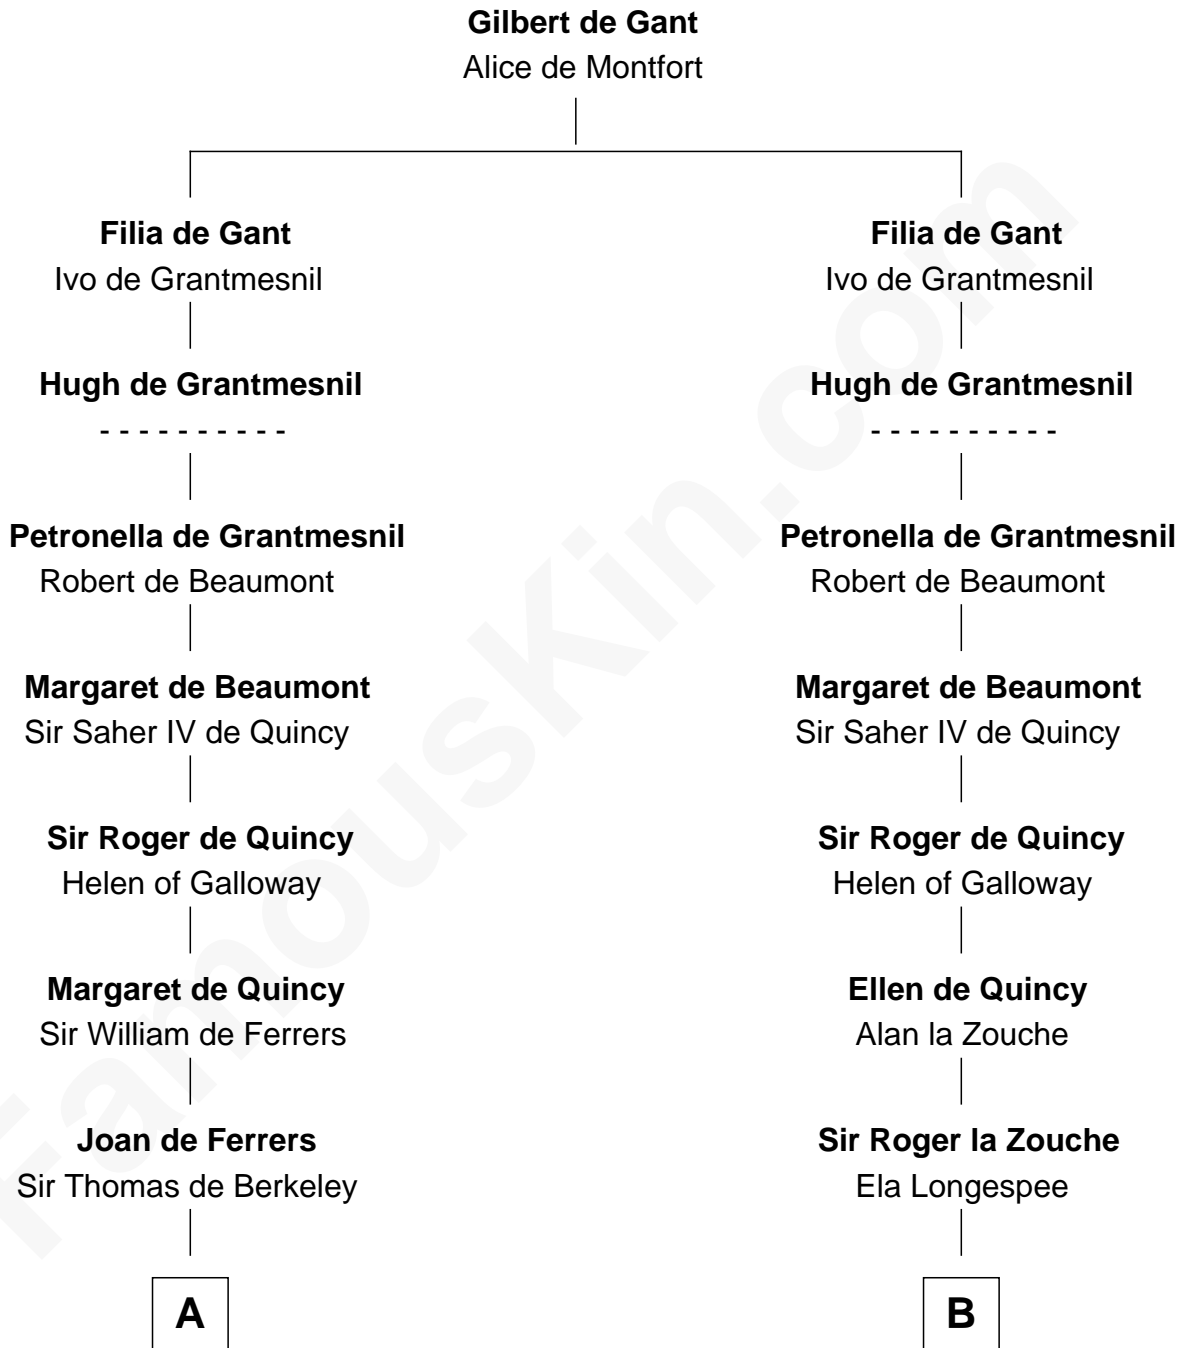 Gilbert de Gant
Alice de Montfort
Filia de Gant
Ivo de Grantmesnil
Hugh de Grantmesnil
- - - - - - - - - -
Petronella de Grantmesnil
Robert de Beaumont
Margaret de Beaumont
Sir Saher IV de Quincy
Sir Roger de Quincy
Helen of Galloway
Margaret de Quincy
Sir William de Ferrers
Joan de Ferrers
Sir Thomas de Berkeley
A
Filia de Gant
Ivo de Grantmesnil
Hugh de Grantmesnil
- - - - - - - - - -
Petronella de Grantmesnil
Robert de Beaumont
Margaret de Beaumont
Sir Saher IV de Quincy
Sir Roger de Quincy
Helen of Galloway
Ellen de Quincy
Alan la Zouche
Sir Roger la Zouche
Ela Longespee
B
FamousKin.com